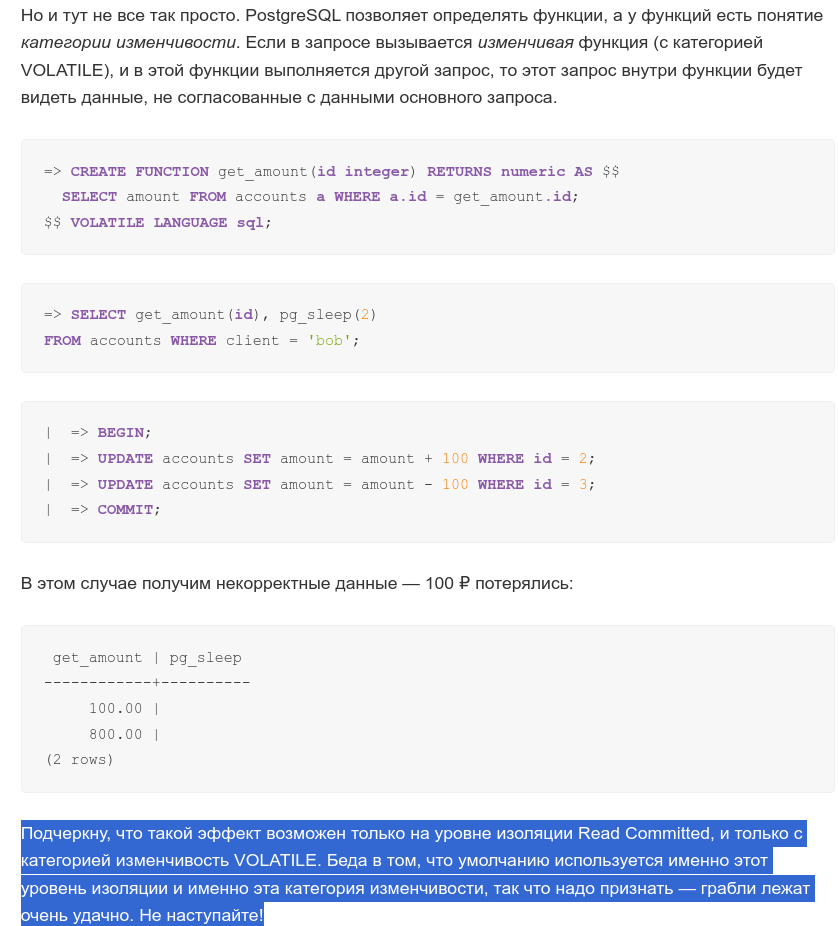 Но и тут не все так просто. PostgreSQL позволяет определять функции, а у функций есть понятие
категории изменчивости. Если в запросе вызывается изменчивая функция (с категорией
VOLATILE), и в этой функции выполняется другой запрос, то этот запрос внутри функции будет
видеть данные, не согласованные с данными основного запроса.
=> CREATE FUNCTION get_amount(id integer) RETURNS numeric AS $$
  SELECT amount FROM accounts a WHERE a.id = get_amount.id;
$$ VOLATILE LANGUAGE sql;
=> SELECT get_amount(id), pg_sleep(2)
FROM accounts WHERE client = 'bob';
|  => BEGIN;
|  => UPDATE accounts SET amount = amount + 100 WHERE id = 2;
|  => UPDATE accounts SET amount = amount - 100 WHERE id = 3;
|  => COMMIT;
В этом случае получим некорректные данные — 100 ₽ потерялись:
 get_amount | pg_sleep
------------+----------
     100.00 |
     800.00 |
(2 rows)
Подчеркну, что такой эффект возможен только на уровне изоляции Read Committed, и только с
категорией изменчивость VOLATILE. Беда в том, что умолчанию используется именно этот
уровень изоляции и именно эта категория изменчивости, так что надо признать — грабли лежат
очень удачно. Не наступайте!